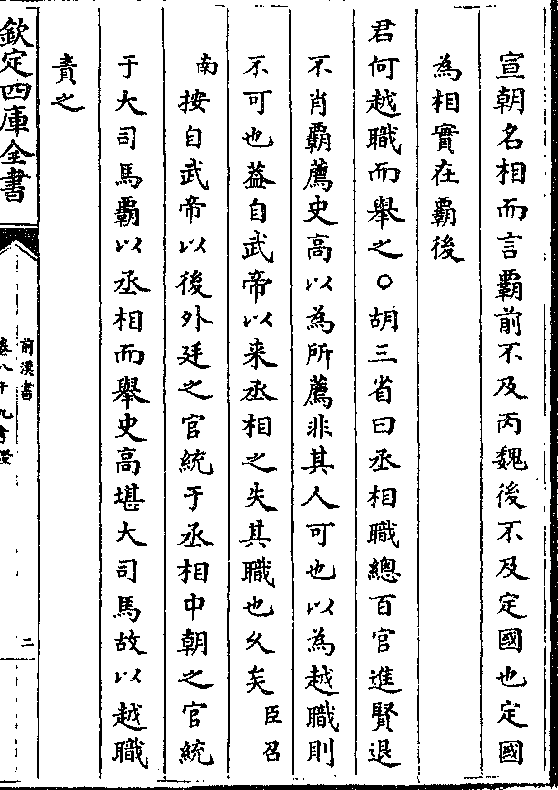 宣朝名相而言霸前不及丙魏後不及定國也定國
為相實在霸後
君何越職而舉之○胡三省曰丞相職總百官進賢退
不肖霸薦史高以為所薦非其人可也以為越職則
不可也葢自武帝以来丞相之失其職也久矣臣召
南按自武帝以後外廷之官統于丞相中朝之官統
于大司馬霸以丞相而舉史高堪大司馬故以越職
責之
欽定四庫全書
前漢書
卷八十九考證
二